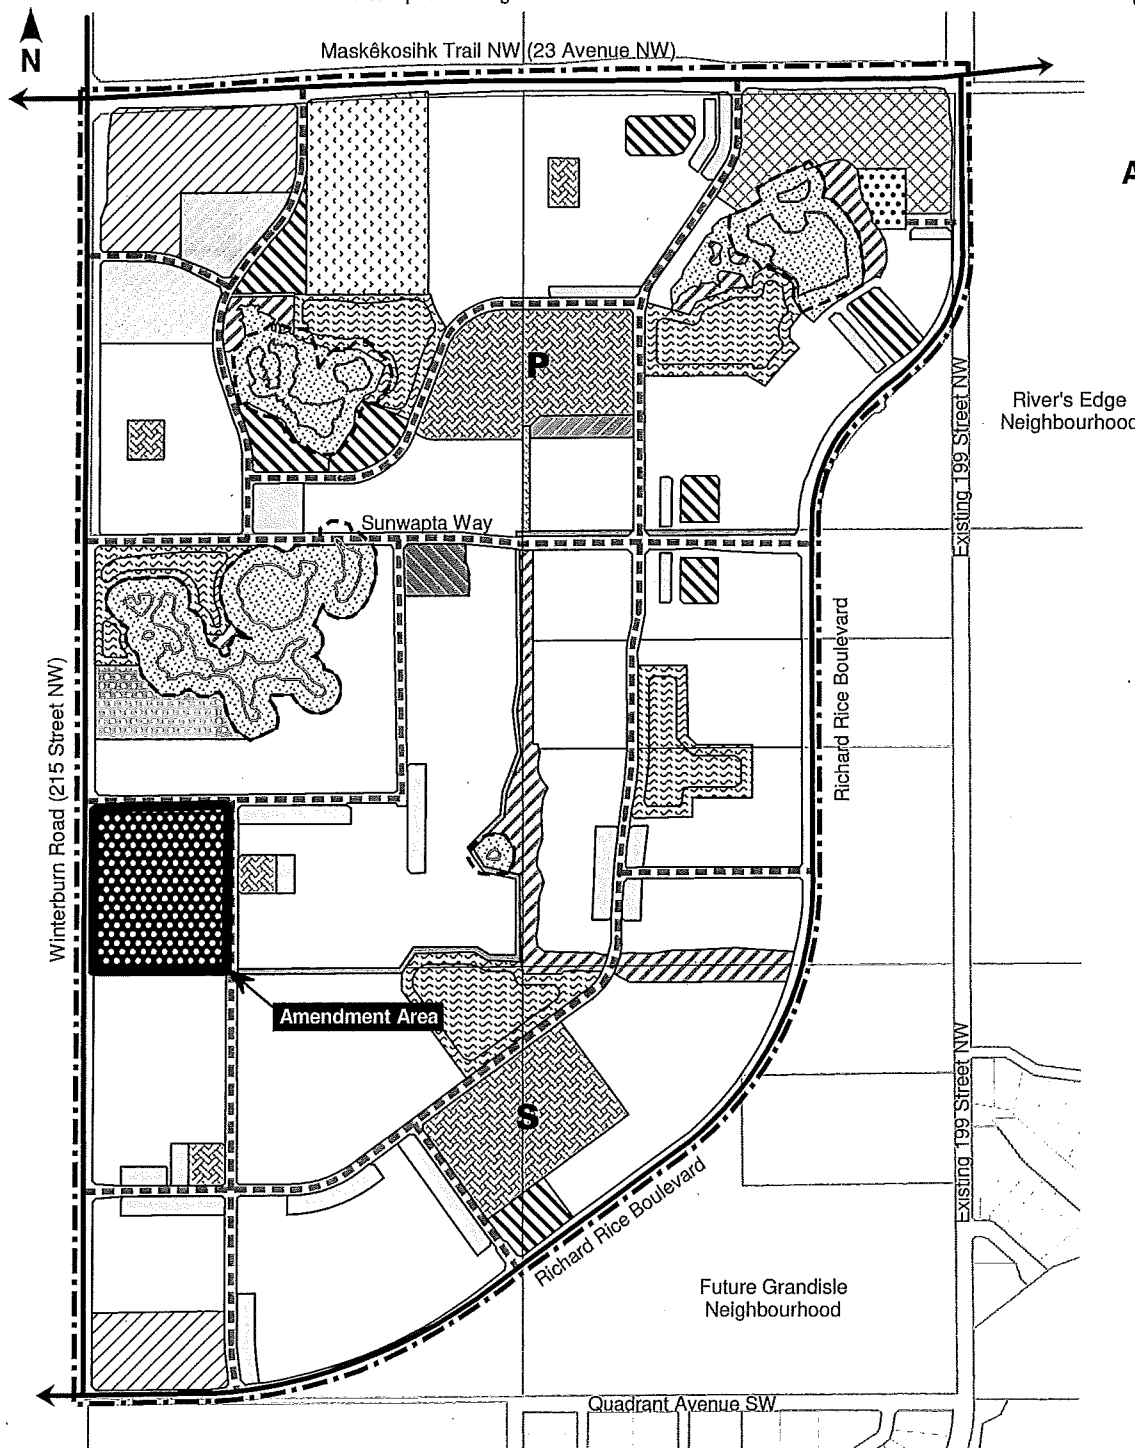 N
Maskêkosihk Trail NW (23 Avenue NW)
A
P
River's Edge
Neighbourhood
Existing 199 Street NW
Sunwapta Way
Winterburn Road (215 Street NW)
Richard Rice Boulevard
Amendment Area
S
Existing 199 Street NW
Richard Rice Boulevard
Future Grandisle
Neighbourhood
Quadrant Avenue SW